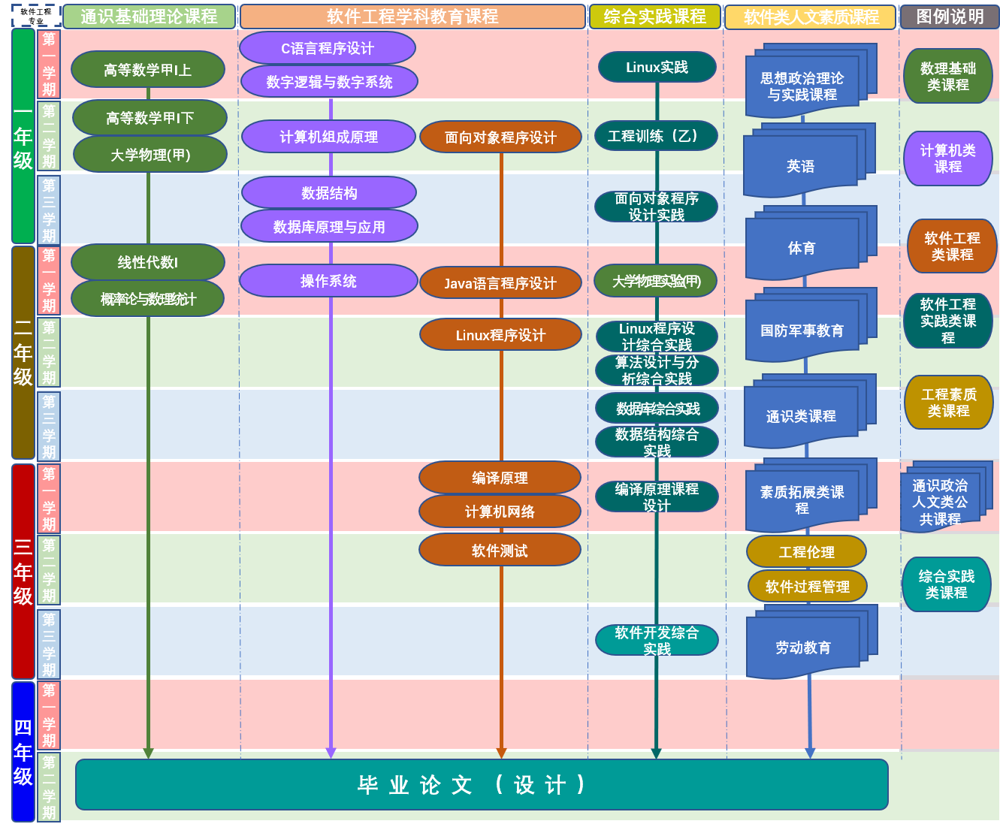 软件工程
专业
通识基础理论课程
软件工程学科教育课程
综合实践课程
软件类人文素质课程
图例说明
一年级
第一学期
高等数学甲I上
C语言程序设计
数字逻辑与数字系统
Linux实践
思想政治理论
与实践课程
数理基础
类课程
第二学期
高等数学甲I下
大学物理(甲)
计算机组成原理
面向对象程序设计
工程训练（乙）
英语
计算机类
课程
第三学期
数据结构
数据库原理与应用
面向对象程序
设计实践
体育
软件工程
类课程
二年级
第一学期
线性代数I
概率论与数理统计
操作系统
Java语言程序设计
大学物理实验(甲)
国防军事教育
软件工程
实践类课
程
第二学期
Linux程序设计
Linux程序设
计综合实践
算法设计与分
析综合实践
通识类课程
工程素质
类课程
第三学期
数据库综合实践
数据结构综合
实践
三年级
第一学期
编译原理
计算机网络
编译原理课程
设计
素质拓展类课
程
通识政治
人文类公
共课程
第二学期
软件测试
工程伦理
软件过程管理
综合实践
类课程
第三学期
软件开发综合
实践
劳动教育
四年级
第一学期
第二学期
毕业论文（设计）